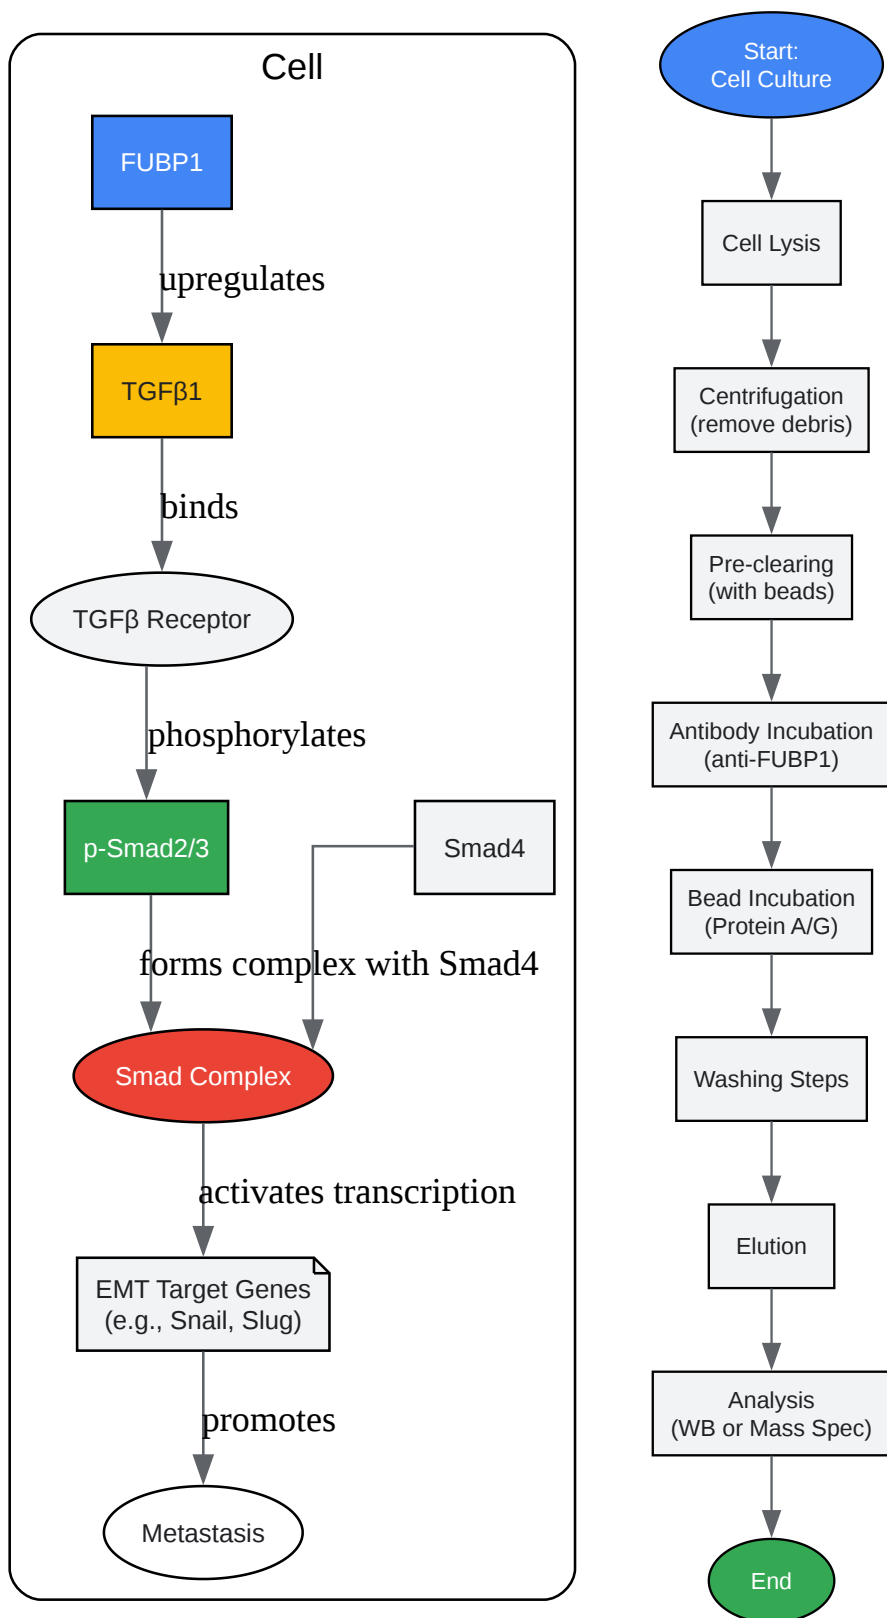 Cell
FUBP1
upregulates
TGFβ1
binds
TGFβ Receptor
phosphorylates
p-Smad2/3
Smad4
forms complex with Smad4
Smad Complex
activates transcription
EMT Target Genes
(e.g., Snail, Slug)
promotes
Metastasis
Start:
Cell Culture
Cell Lysis
Centrifugation
(remove debris)
Pre-clearing
(with beads)
Antibody Incubation
(anti-FUBP1)
Bead Incubation
(Protein A/G)
Washing Steps
Elution
Analysis
(WB or Mass Spec)
End